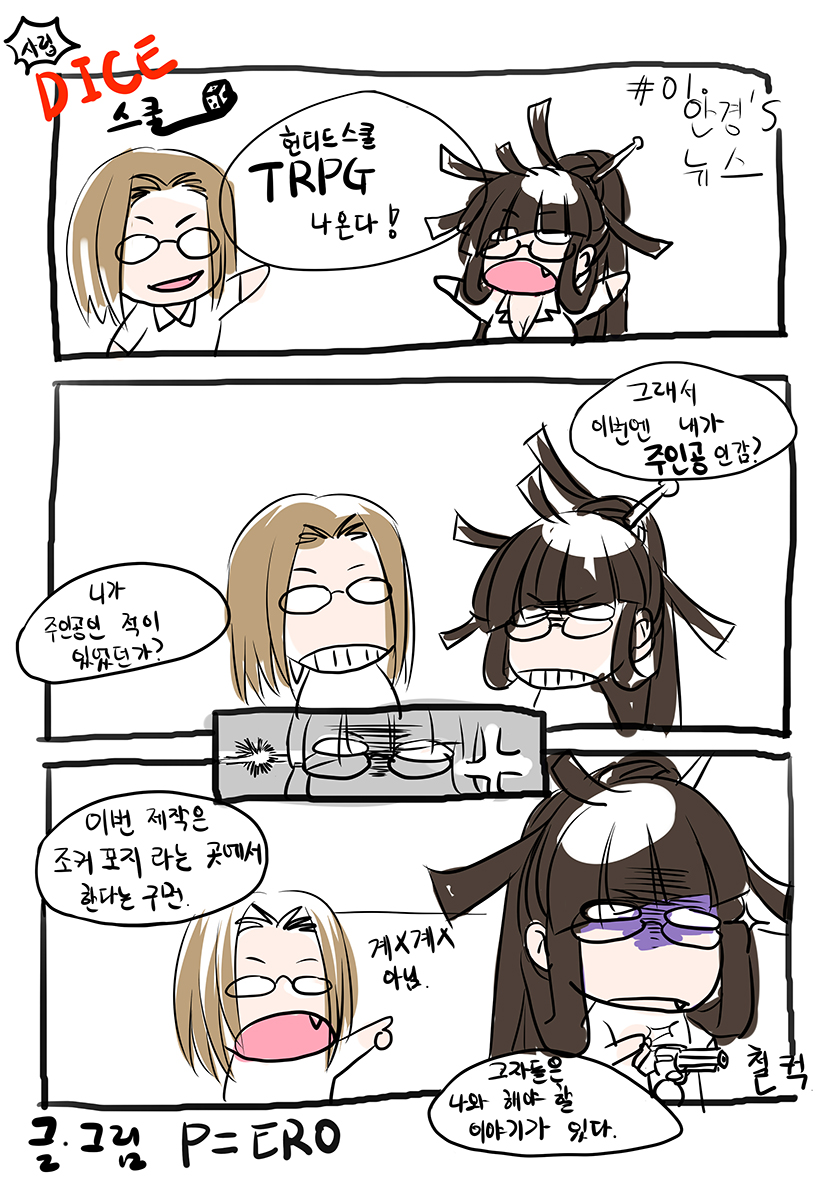 사립
DICE
스쿨
#01.
안경's
뉴스
헌티드스쿨
TRPG
나온다!
그래서
이번엔 내가
주인공인감?
니가
주인공인 적이
있었던가?
이번 제작은
조커 포지 라는 곳에서
한다는 구먼.
계X계X
아님.
철컥
그자들은
나와 해야 할
이야기가 있다.
글·그림 P=ERO